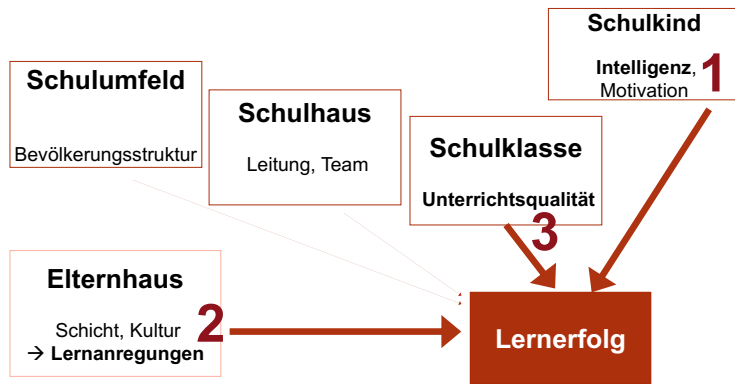 Schulkind
Intelligenz,
Motivation
1
Schulumfeld
Bevölkerungsstruktur
Schulhaus
Leitung, Team
Schulklasse
Unterrichtsqualität
3
Elternhaus
Schicht, Kultur
→ Lernanregungen
2
Lernerfolg